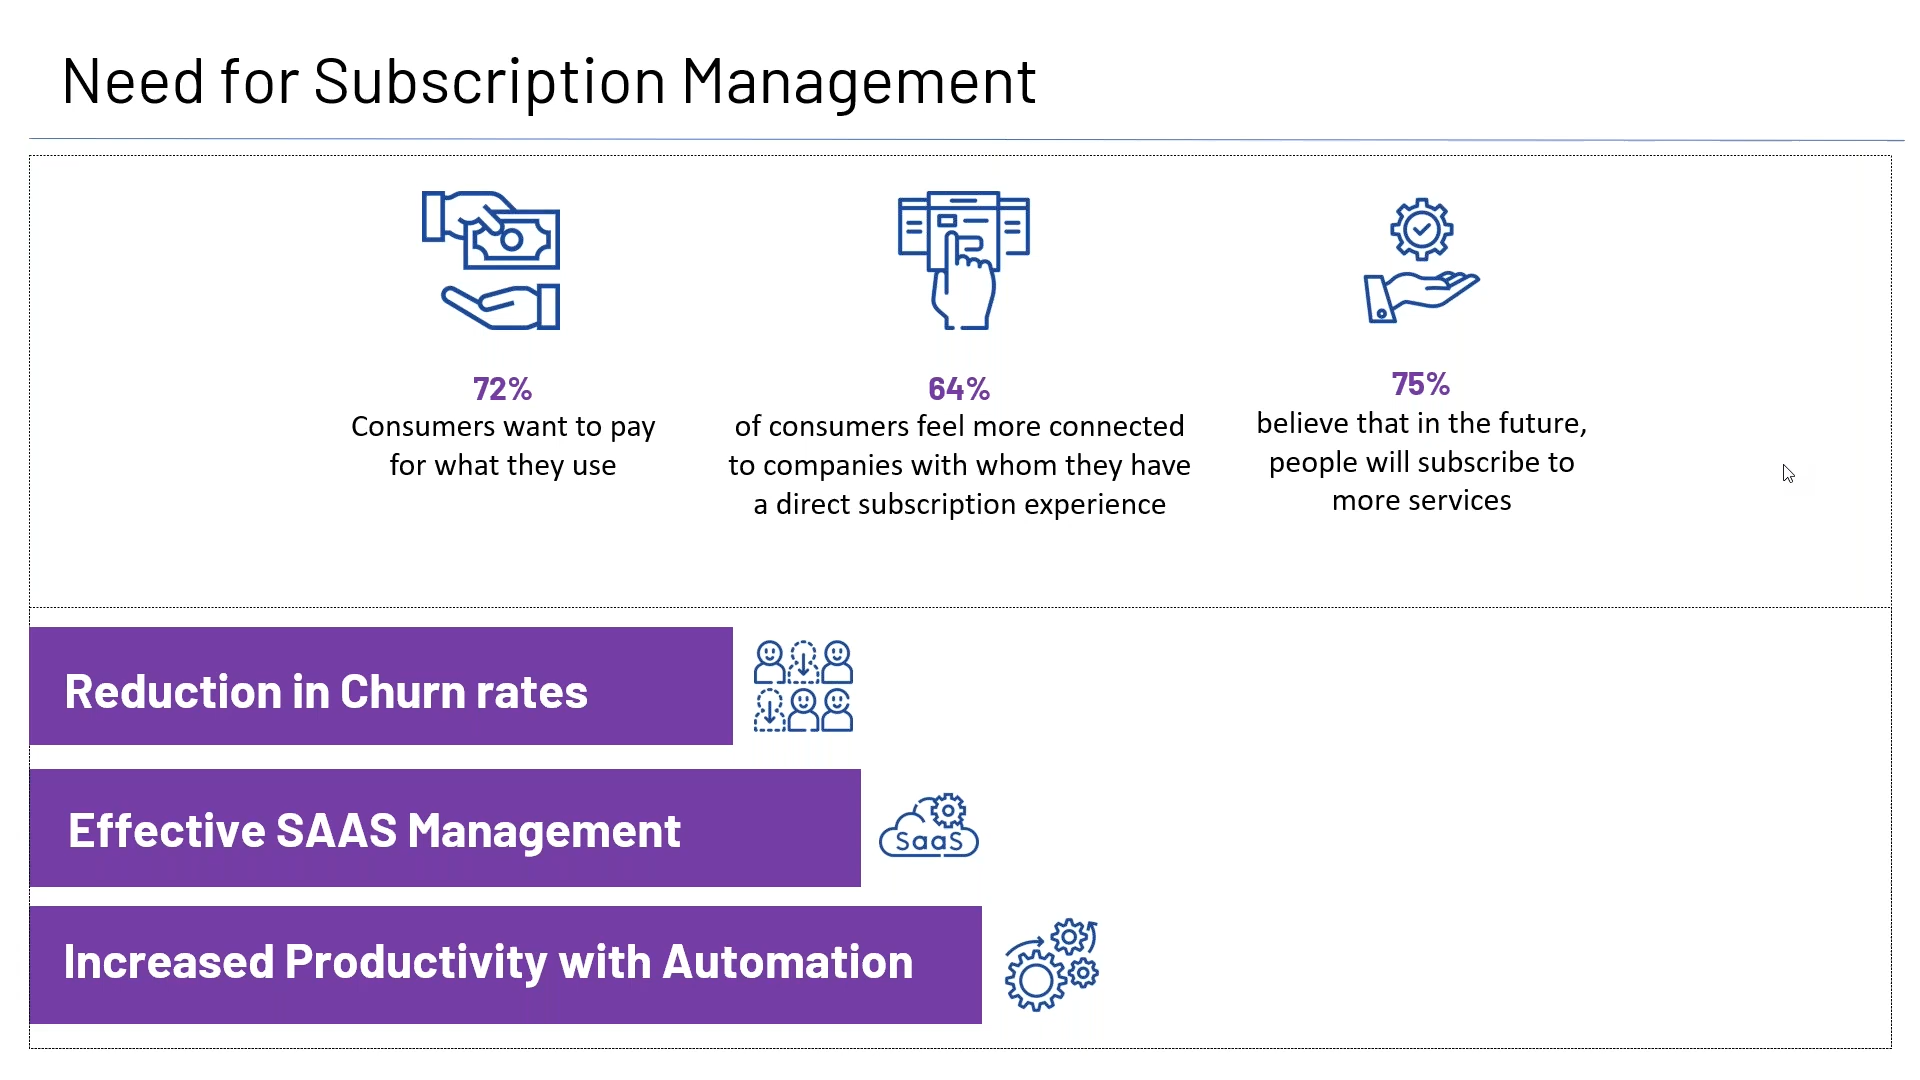 Need for Subscription Management
72%
Consumers want to pay
for what they use
64%
of consumers feel more connected
to companies with whom they have
a direct subscription experience
75%
believe that in the future,
people will subscribe to
more services
Reduction in Churn rates
Effective SAAS Management
SaaS
Increased Productivity with Automation